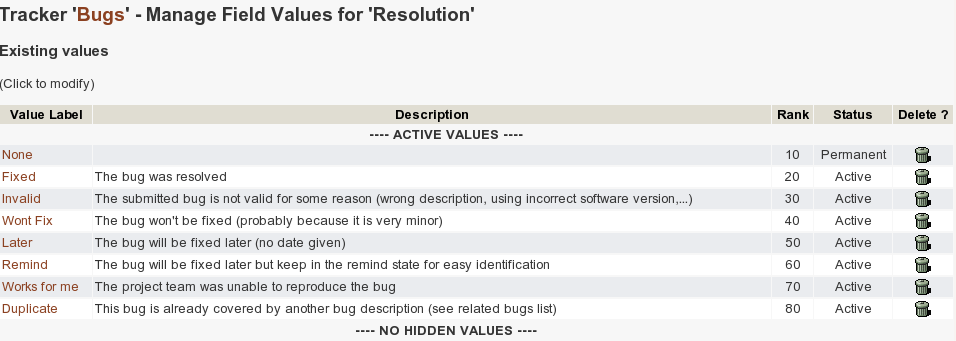 Tracker 'Bugs' - Manage Field Values for 'Resolution'
Existing values
(Click to modify)
Value Label Description Rank Status Delete ?
---- ACTIVE VALUES ----
None 10 Permanent
Fixed The bug was resolved 20 Active
Invalid The submitted bug is not valid for some reason (wrong description, using incorrect software version,...) 30 Active
Wont Fix The bug won't be fixed (probably because it is very minor) 40 Active
Later The bug will be fixed later (no date given) 50 Active
Remind The bug will be fixed later but keep in the remind state for easy identification 60 Active
Works for me The project team was unable to reproduce the bug 70 Active
Duplicate This bug is already covered by another bug description (see related bugs list) 80 Active
---- NO HIDDEN VALUES ----